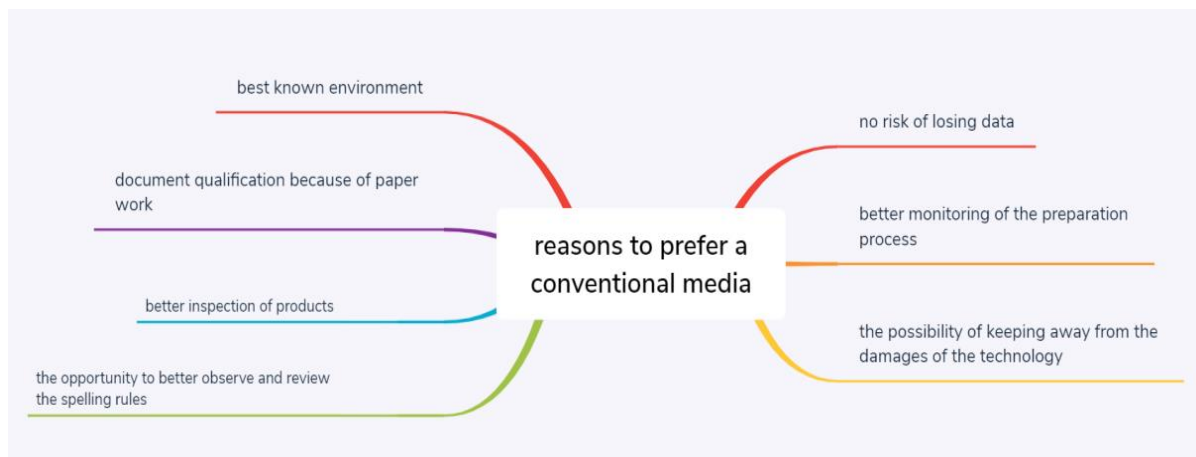 reasons to prefer a
conventional media
best known environment
document qualification because of paper
work
better inspection of products
the opportunity to better observe and review
the spelling rules
no risk of losing data
better monitoring of the preparation
process
the possibility of keeping away from the
damages of the technology